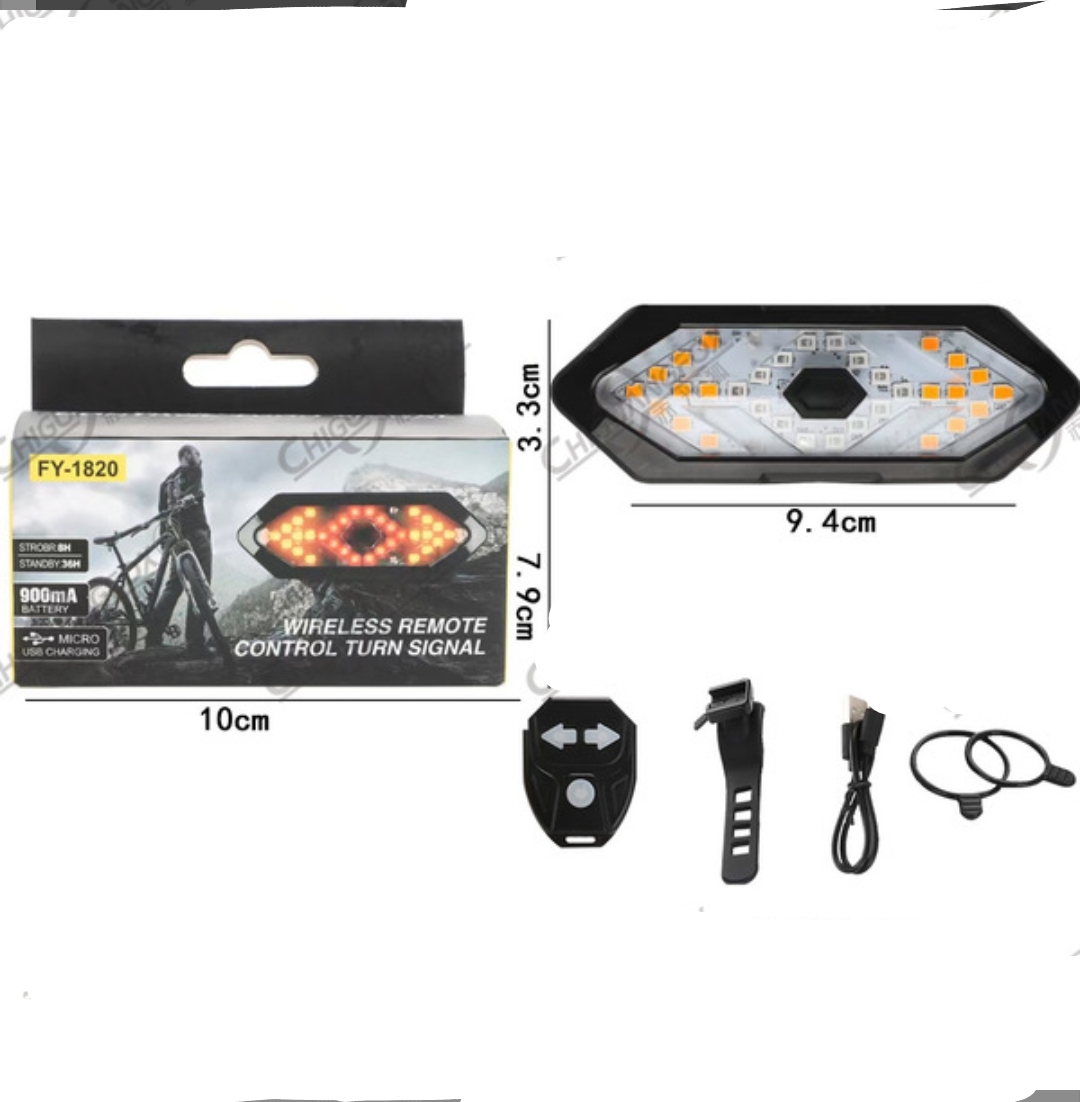 FY-1820
STROBR:8H
STANDBY:36H
900mA
BATTERY
MICRO
USB CHARGING
WIRELESS REMOTE
CONTROL TURN SIGNAL
10cm
7.9cm
3.3cm
9.4cm
CHIGU